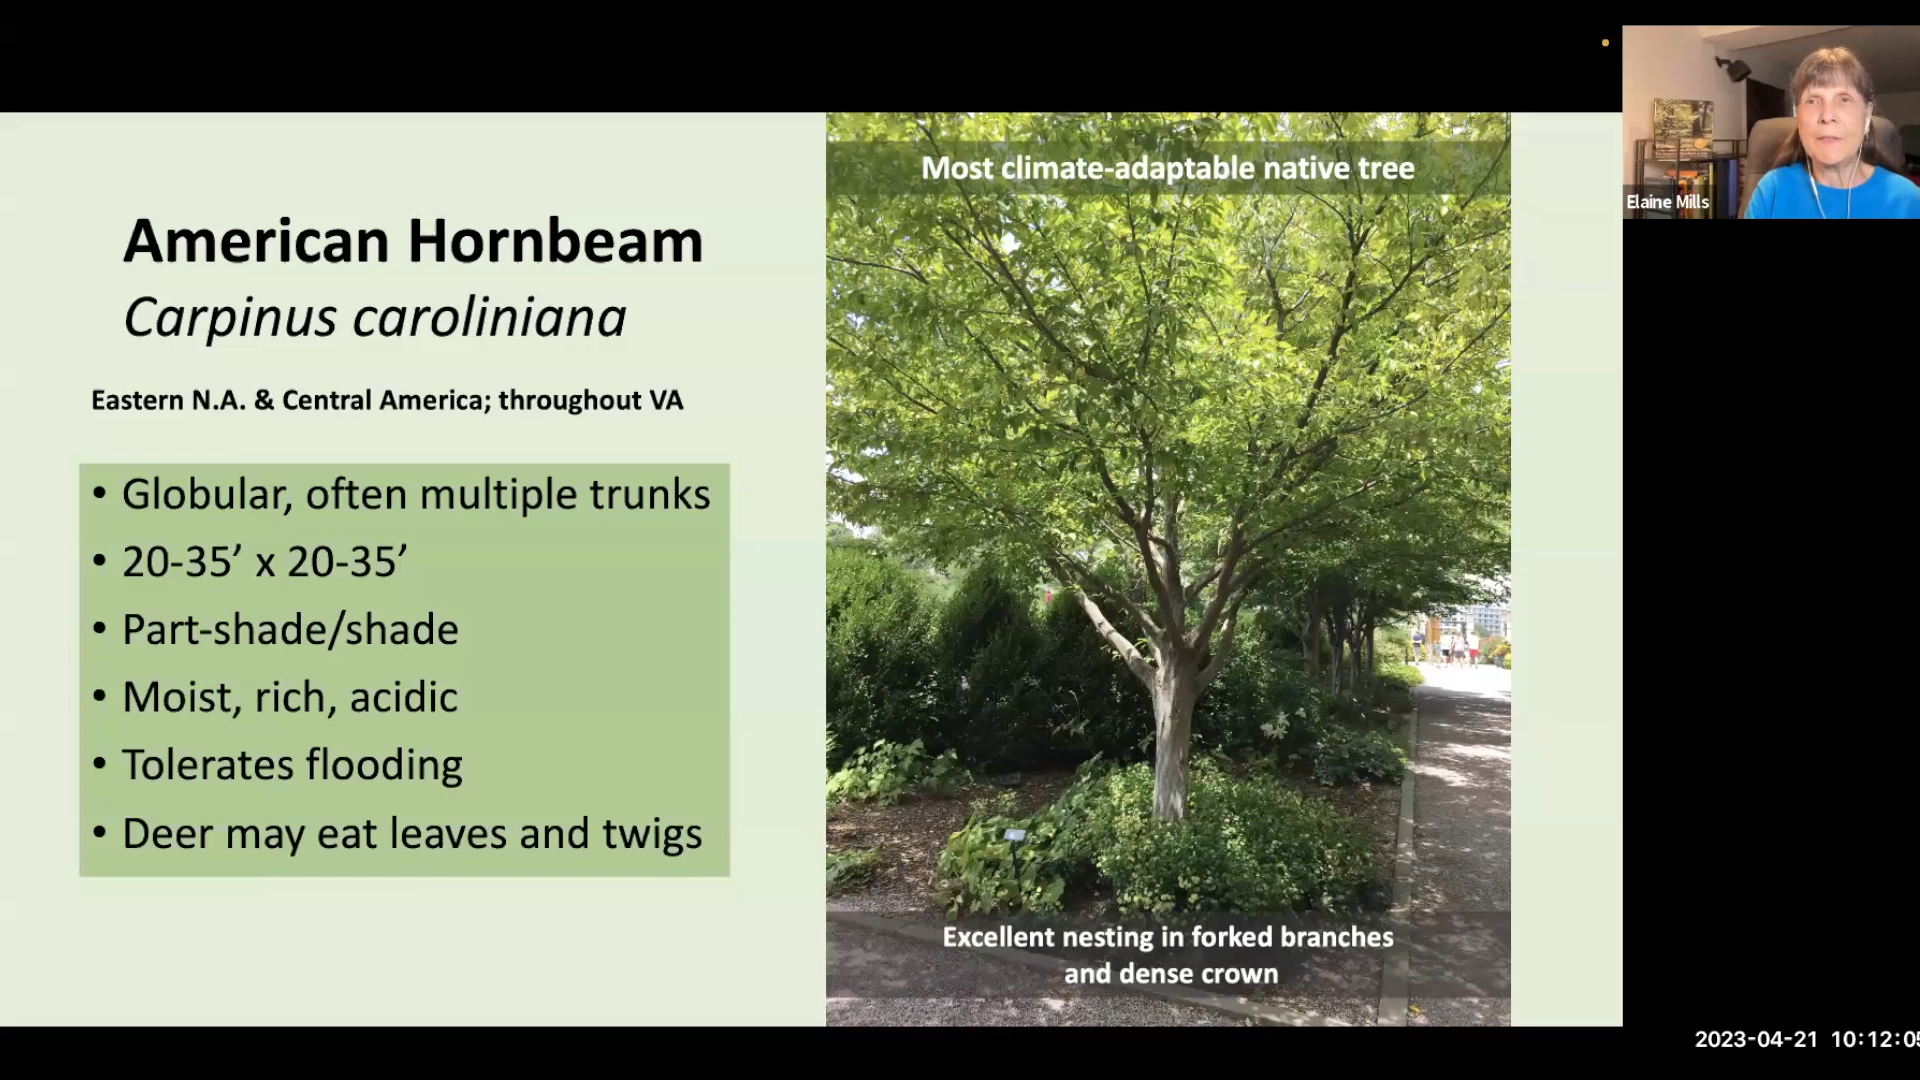 Most climate-adaptable native tree
American Hornbeam
Carpinus caroliniana
Eastern N.A. & Central America; throughout VA
• Globular, often multiple trunks
• 20-35’ x 20-35’
• Part-shade/shade
• Moist, rich, acidic
• Tolerates flooding
• Deer may eat leaves and twigs
Excellent nesting in forked branches
and dense crown
Elaine Mills
2023-04-21 10:12:05